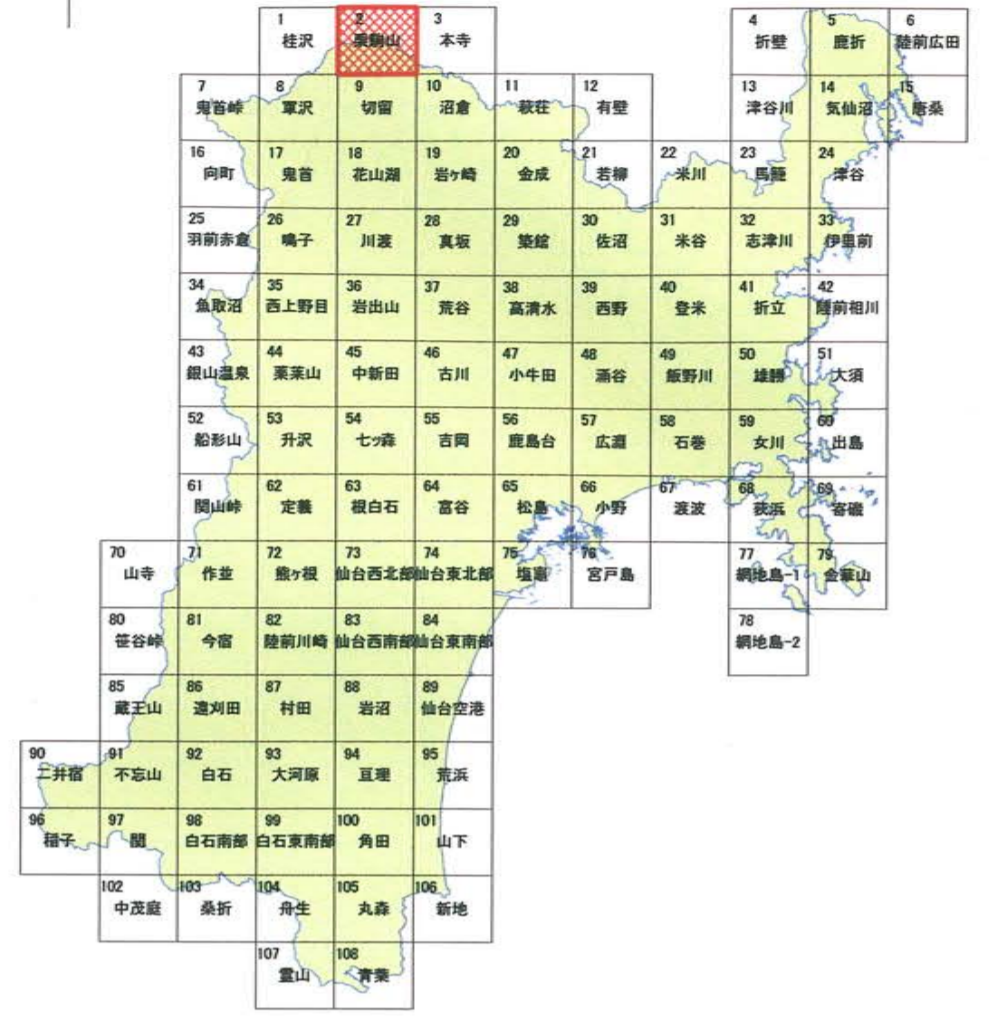 1 2 3 4 5 6
桂沢 栗駒山 本寺 折壁 鹿折 陸前広田
7 8 9 10 11 12 13 14 15
鬼首峠 軍沢 切留 沼倉 萩荘 有壁 津谷川 気仙沼 唐桑
16 17 18 19 20 21 22 23 24
向町 鬼首 花山湖 岩ヶ崎 金成 若柳 米川 馬籠 津谷
25 26 27 28 29 30 31 32 33
羽前赤倉 鳴子 川渡 真坂 築館 佐沼 米谷 志津川 伊里前
34 35 36 37 38 39 40 41 42
魚取沼 西上野目 岩出山 荒谷 高清水 西野 登米 折立 陸前相川
43 44 45 46 47 48 49 50 51
銀山温泉 薬莱山 中新田 古川 小牛田 涌谷 飯野川 雄勝 大須
52 53 54 55 56 57 58 59 60
船形山 升沢 七ッ森 吉岡 鹿島台 広淵 石巻 女川 出島
61 62 63 64 65 66 67 68 69
関山峠 定義 根白石 富谷 松島 小野 渡波 荻浜 寄磯
70 71 72 73 74 75 76 77 79
山寺 作並 熊ヶ根 仙台西北部 仙台東北部 塩竈 宮戸島 網地島-1 金華山
80 81 82 83 84 78
笹谷峠 今宿 陸前川崎 仙台西南部 仙台東南部 網地島-2
85 86 87 88 89
蔵王山 遠刈田 村田 岩沼 仙台空港
90 91 92 93 94 95
二井宿 不忘山 白石 大河原 亘理 荒浜
96 97 98 99 100 101
稲子 関 白石南部 白石東南部 角田 山下
102 103 104 105 106
中茂庭 桑折 舟生 丸森 新地
107 108
霊山 青葉